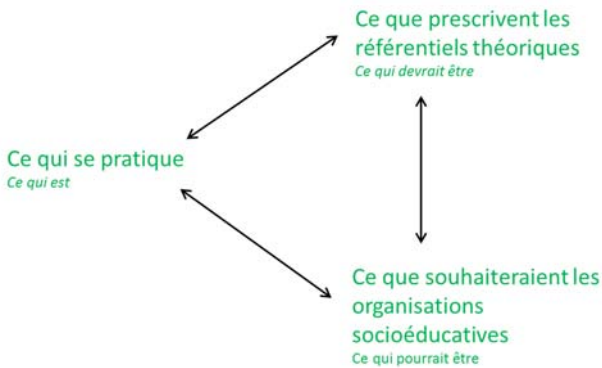 Ce que prescrivent les
référentiels théoriques
Ce qui devrait être
Ce qui se pratique
Ce qui est
Ce que souhaiteraient les
organisations
socioéducatives
Ce qui pourrait être